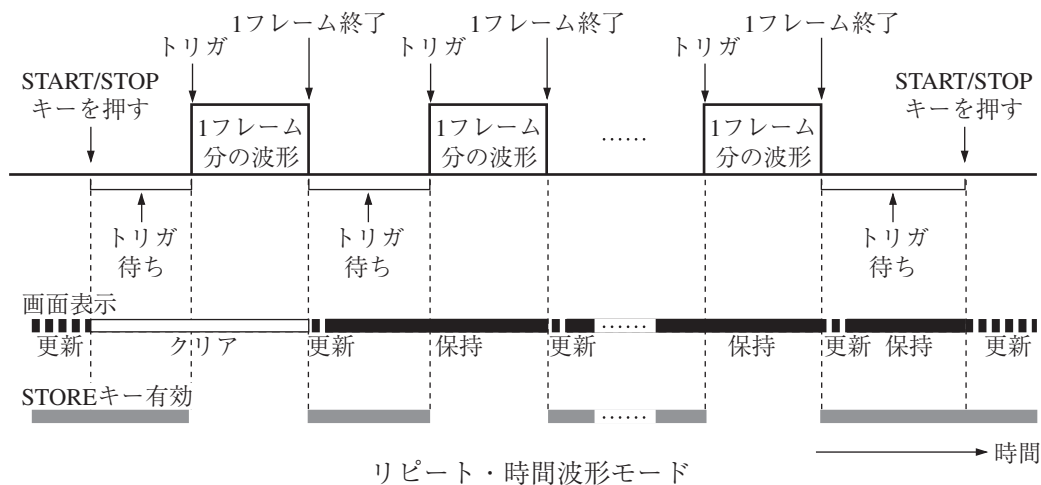 1フレーム終了
1フレーム終了
1フレーム終了
トリガ
トリガ
トリガ
START/STOP
キーを押す
START/STOP
キーを押す
1フレーム
分の波形
1フレーム
分の波形
……
1フレーム
分の波形
トリガ
待ち
トリガ
待ち
トリガ
待ち
画面表示
……
更新
クリア
更新
保持
更新
保持
更新
保持
更新
STOREキー有効
……
時間
リピート・時間波形モード